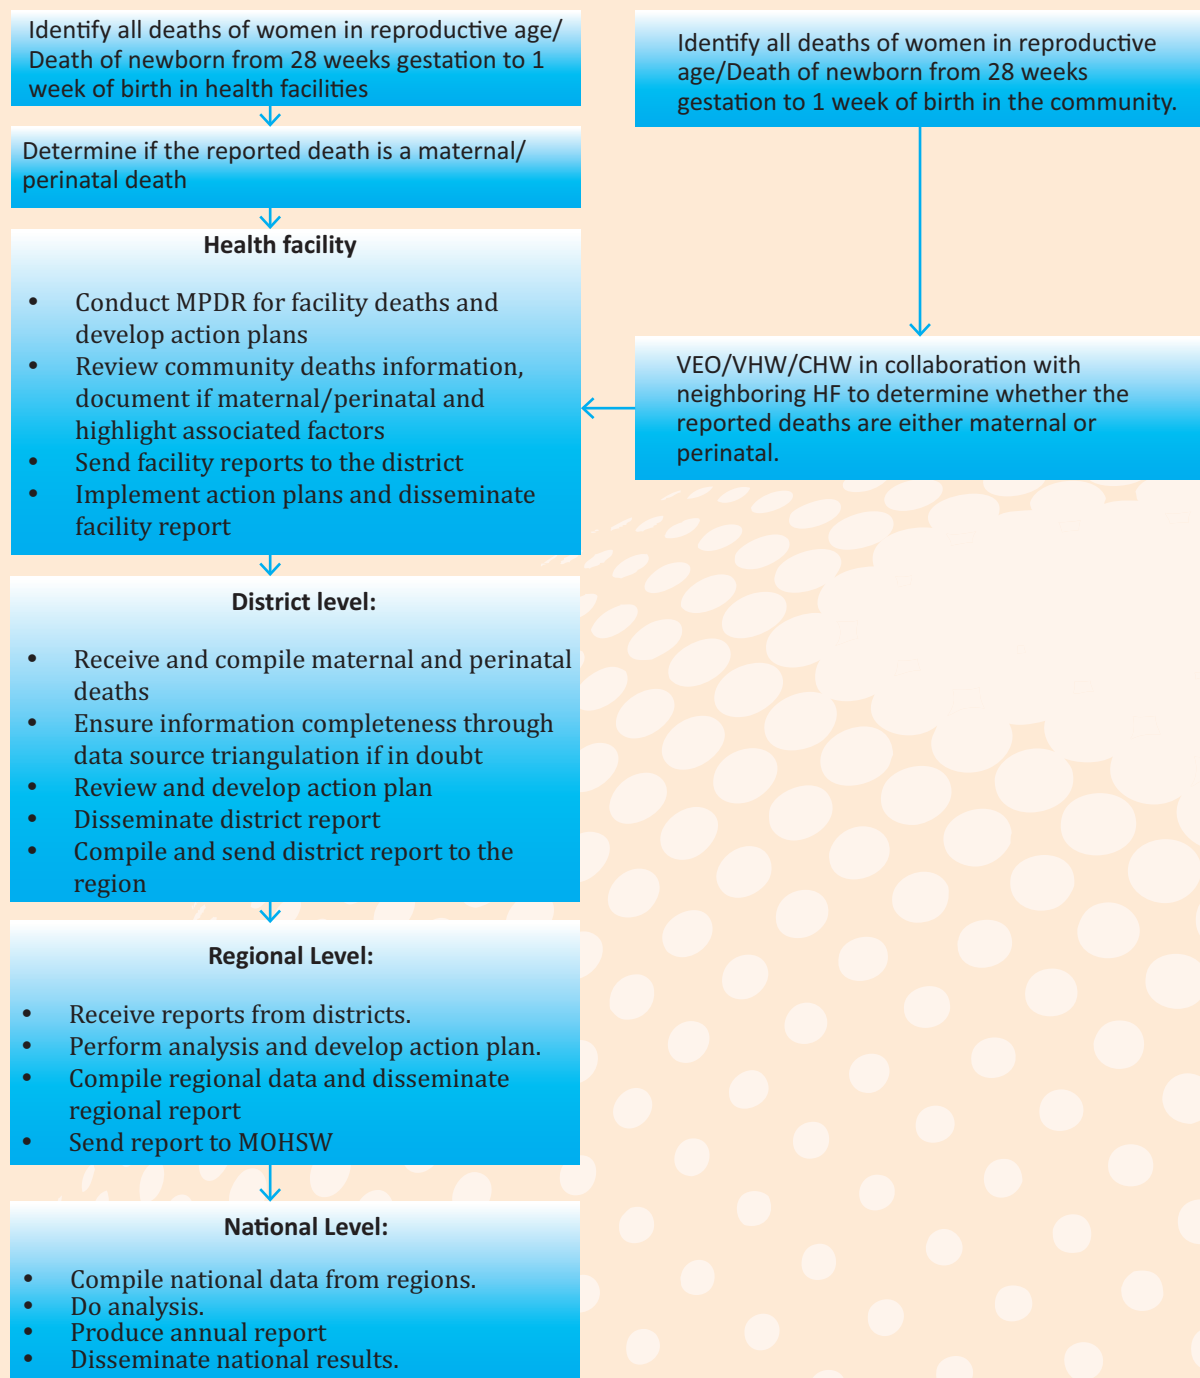 Identify all deaths of women in reproductive age/
Death of newborn from 28 weeks gestation to 1
week of birth in health facilities
Determine if the reported death is a maternal/
perinatal death
Health facility
• Conduct MPDR for facility deaths and
develop action plans
• Review community deaths information,
document if maternal/perinatal and
highlight associated factors
• Send facility reports to the district
• Implement action plans and disseminate
facility report
District level:
• Receive and compile maternal and perinatal
deaths
• Ensure information completeness through
data source triangulation if in doubt
• Review and develop action plan
• Disseminate district report
• Compile and send district report to the
region
Regional Level:
• Receive reports from districts.
• Perform analysis and develop action plan.
• Compile regional data and disseminate
regional report
• Send report to MOHSW
National Level:
• Compile national data from regions.
• Do analysis.
• Produce annual report
• Disseminate national results.
Identify all deaths of women in reproductive
age/Death of newborn from 28 weeks
gestation to 1 week of birth in the community.
VEO/VHW/CHW in collaboration with
neighboring HF to determine whether the
reported deaths are either maternal or
perinatal.